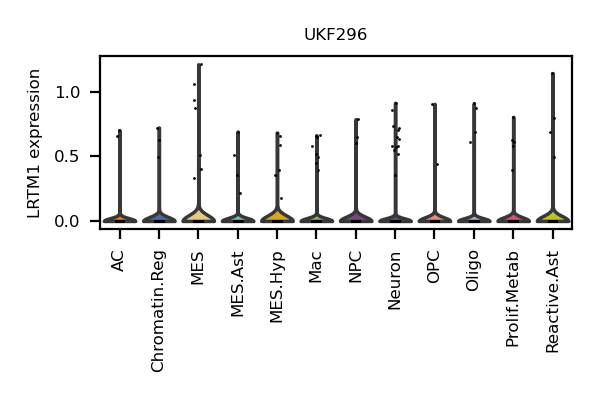 UKF296
LRTM1 expression
1.0
0.5
0.0
AC
Chromatin.Reg
MES
MES.Ast
MES.Hyp
Mac
NPC
Neuron
OPC
Oligo
Prolif.Metab
Reactive.Ast